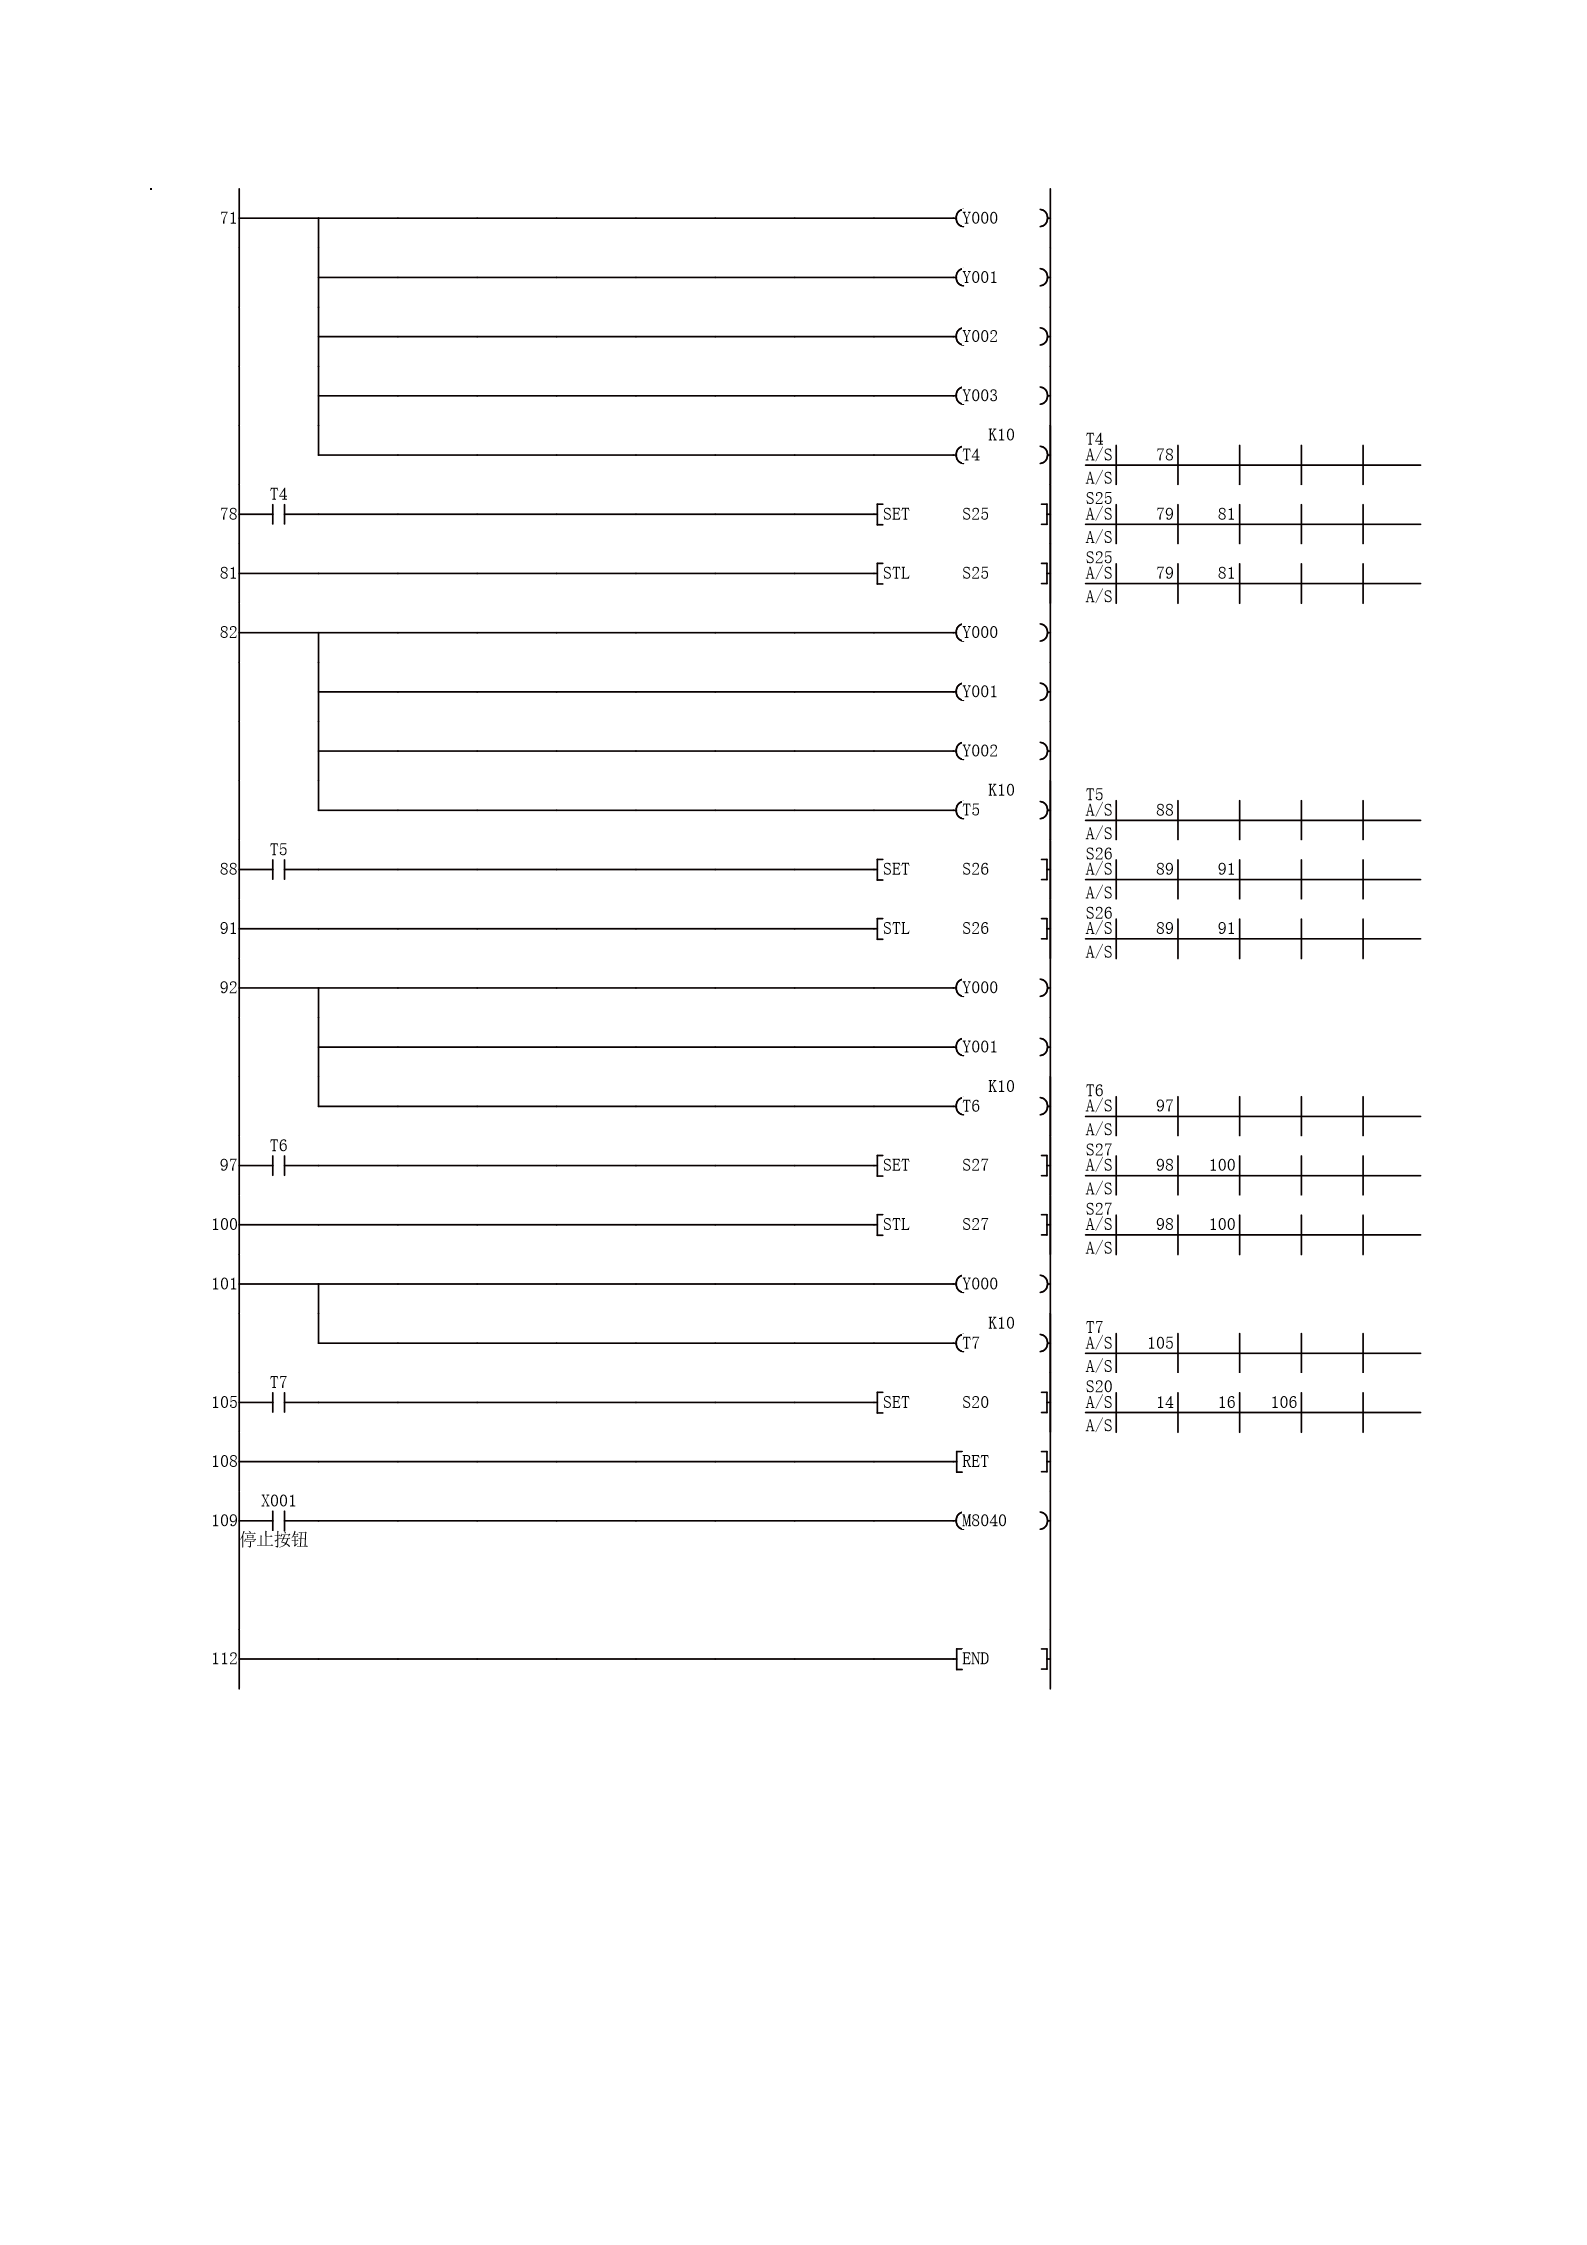 71 Y000
Y001
Y002
Y003
K10
T4
T4
A/S 78
A/S
T4
78 SET S25
S25
A/S 79 81
A/S
81 STL S25
S25
A/S 79 81
A/S
82 Y000
Y001
Y002
K10
T5
T5
A/S 88
A/S
T5
88 SET S26
S26
A/S 89 91
A/S
91 STL S26
S26
A/S 89 91
A/S
92 Y000
Y001
K10
T6
T6
A/S 97
A/S
T6
97 SET S27
S27
A/S 98 100
A/S
100 STL S27
S27
A/S 98 100
A/S
101 Y000
K10
T7
T7
A/S 105
A/S
T7
105 SET S20
S20
A/S 14 16 106
A/S
108 RET
X001
109 M8040
停止按钮
112 END